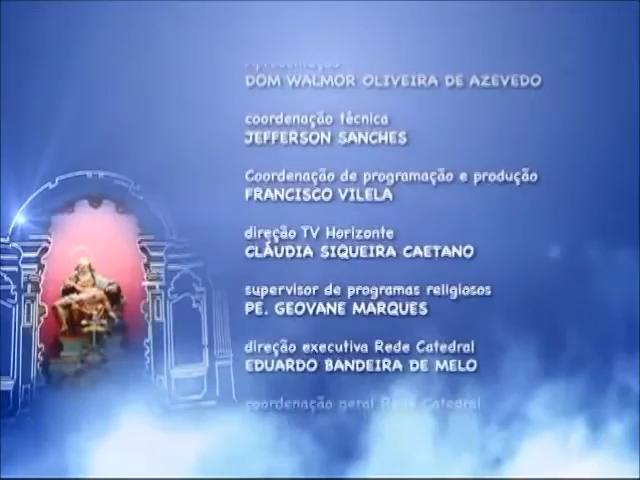 Apresentação
DOM WALMOR OLIVEIRA DE AZEVEDO
coordenação técnica
JEFFERSON SANCHES
Coordenação de programação e produção
FRANCISCO VILELA
direção TV Horizonte
CLÁUDIA SIQUEIRA CAETANO
supervisor de programas religiosos
PE. GEOVANE MARQUES
direção executiva Rede Catedral
EDUARDO BANDEIRA DE MELO
coordenação geral Rede Catedral